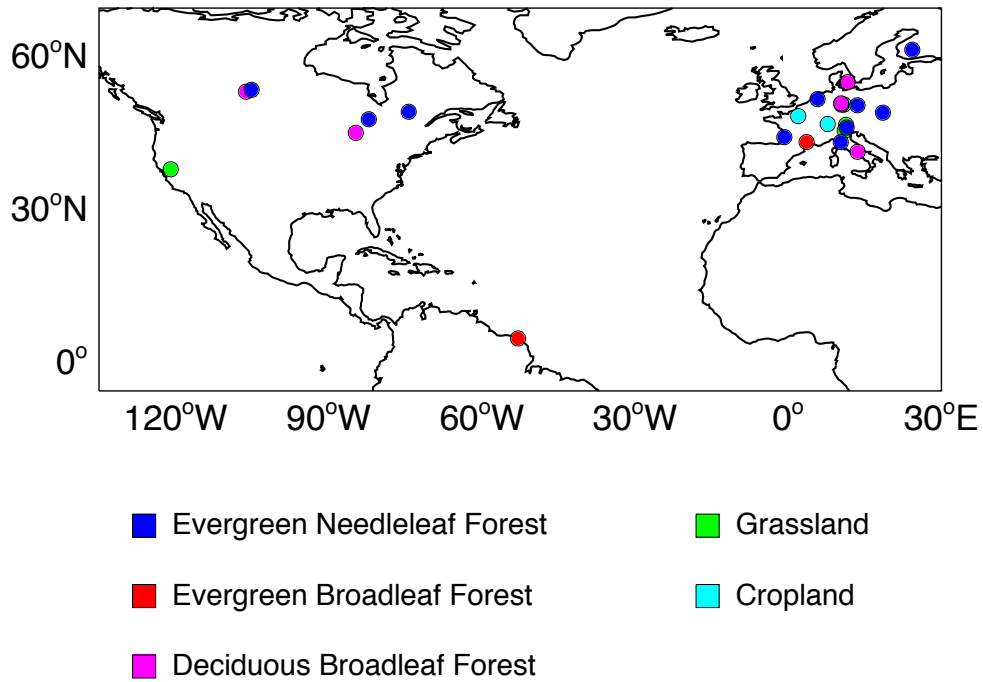 60°N
30°N
0°
120°W 90°W 60°W 30°W 0° 30°E
Evergreen Needleleaf Forest
Grassland
Evergreen Broadleaf Forest
Cropland
Deciduous Broadleaf Forest